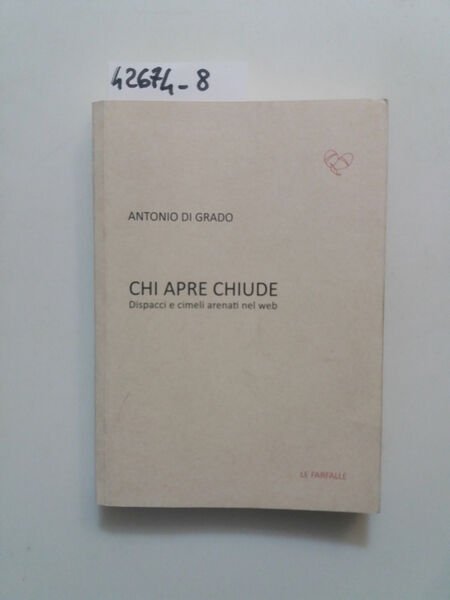 42674-8
ANTONIO DI GRADO
CHI APRE CHIUDE
Dispacci e cimeli arenati nel web
LE FARFALLE